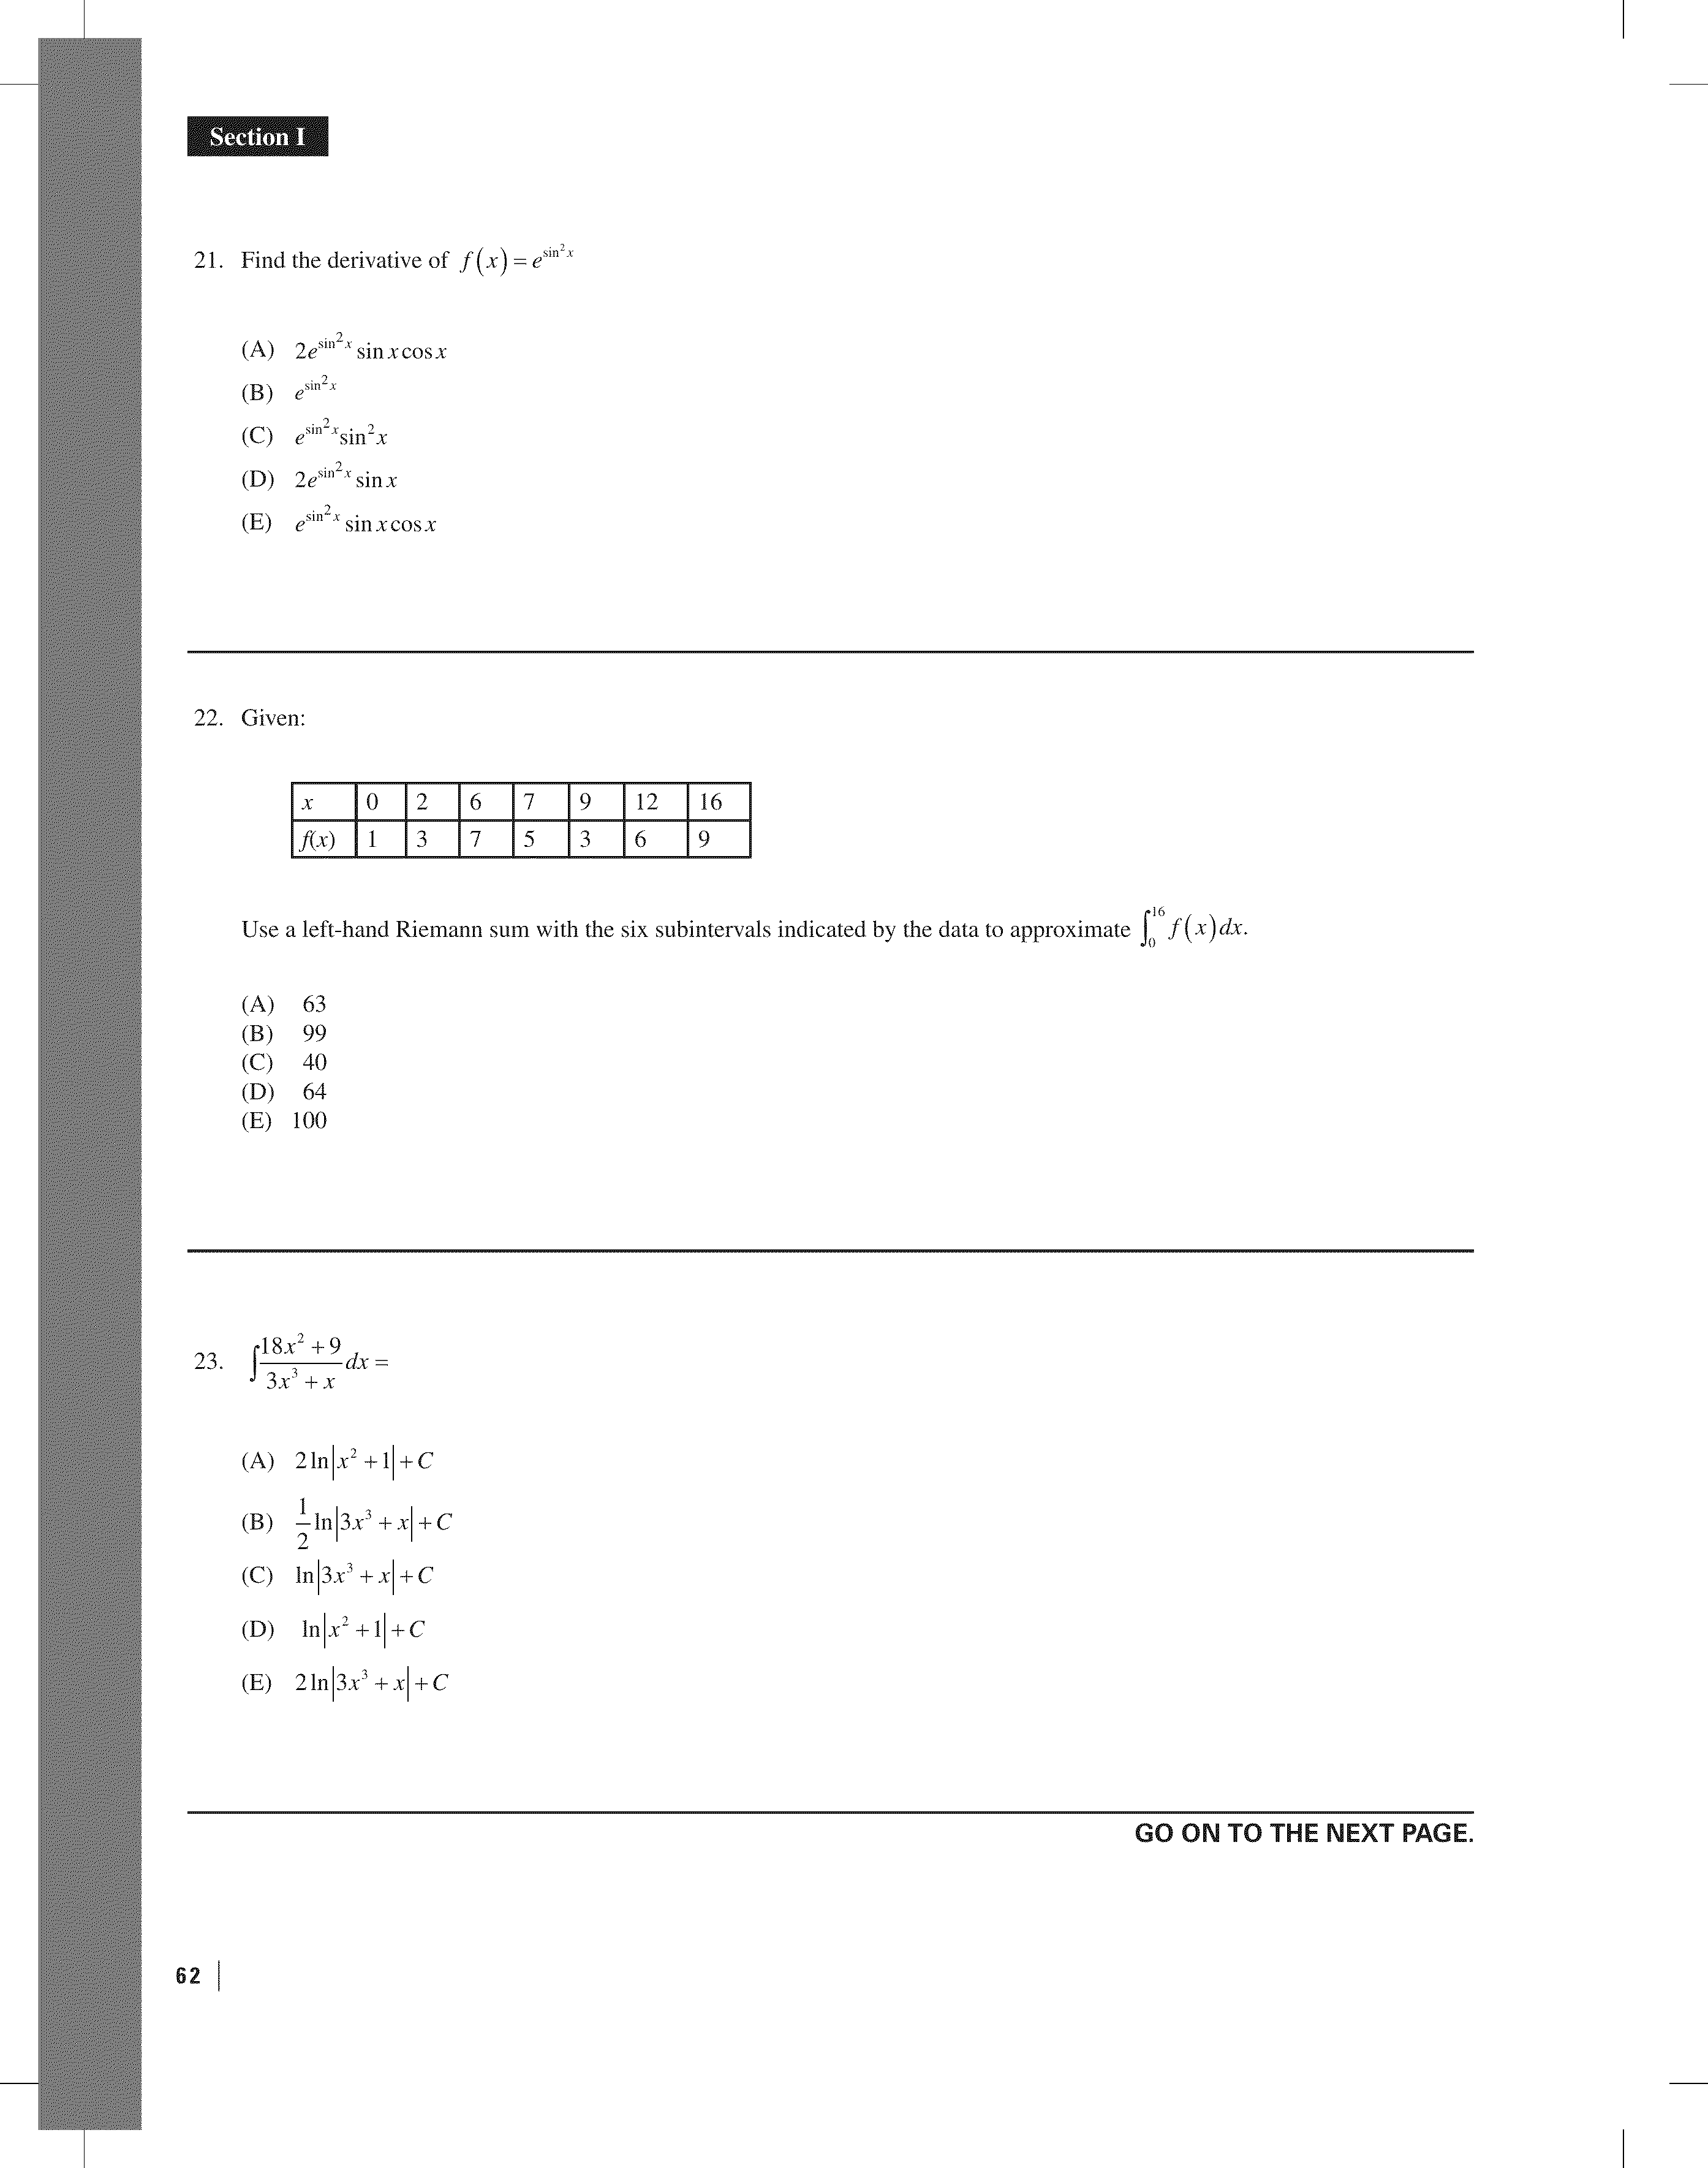 Section I
21. Find the derivative of f(x) = e^{sin^2 x}
(A) 2e^{sin^2 x} sin x cos x
(B) e^{sin^2 x}
(C) e^{sin^2 x} sin^2 x
(D) 2e^{sin^2 x} sin x
(E) e^{sin^2 x} sin x cos x
22. Given:
x 0 2 6 7 9 12 16
f(x) 1 3 7 5 3 6 9
Use a left-hand Riemann sum with the six subintervals indicated by the data to approximate ∫_0^{16} f(x)dx.
(A) 63
(B) 99
(C) 40
(D) 64
(E) 100
23. ∫ (18x^2 + 9)/(3x^3 + x) dx =
(A) 2 ln|x^2 + 1| + C
(B) 1/2 ln|3x^3 + x| + C
(C) ln|3x^3 + x| + C
(D) ln|x^2 + 1| + C
(E) 2 ln|3x^3 + x| + C
GO ON TO THE NEXT PAGE.
62